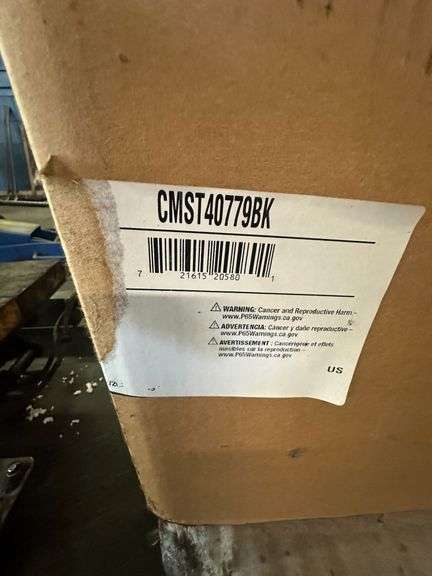 CMST40779BK
7 21615 20580 1
⚠ WARNING: Cancer and Reproductive Harm –
www.P65Warnings.ca.gov
⚠ ADVERTENCIA: Cáncer y daño reproductivo –
www.P65Warnings.ca.gov
⚠ AVERTISSEMENT : Cancérigène et effets
nuisibles sur la reproduction –
www.P65Warnings.ca.gov
US